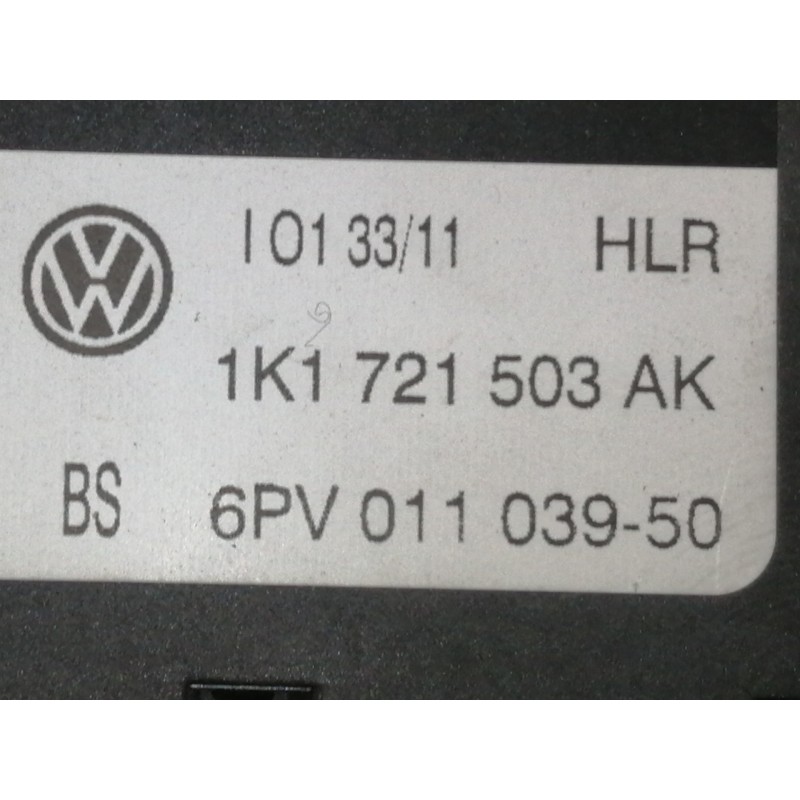 I 01 33/11 HLR
1K1 721 503 AK
BS 6PV 011 039-50